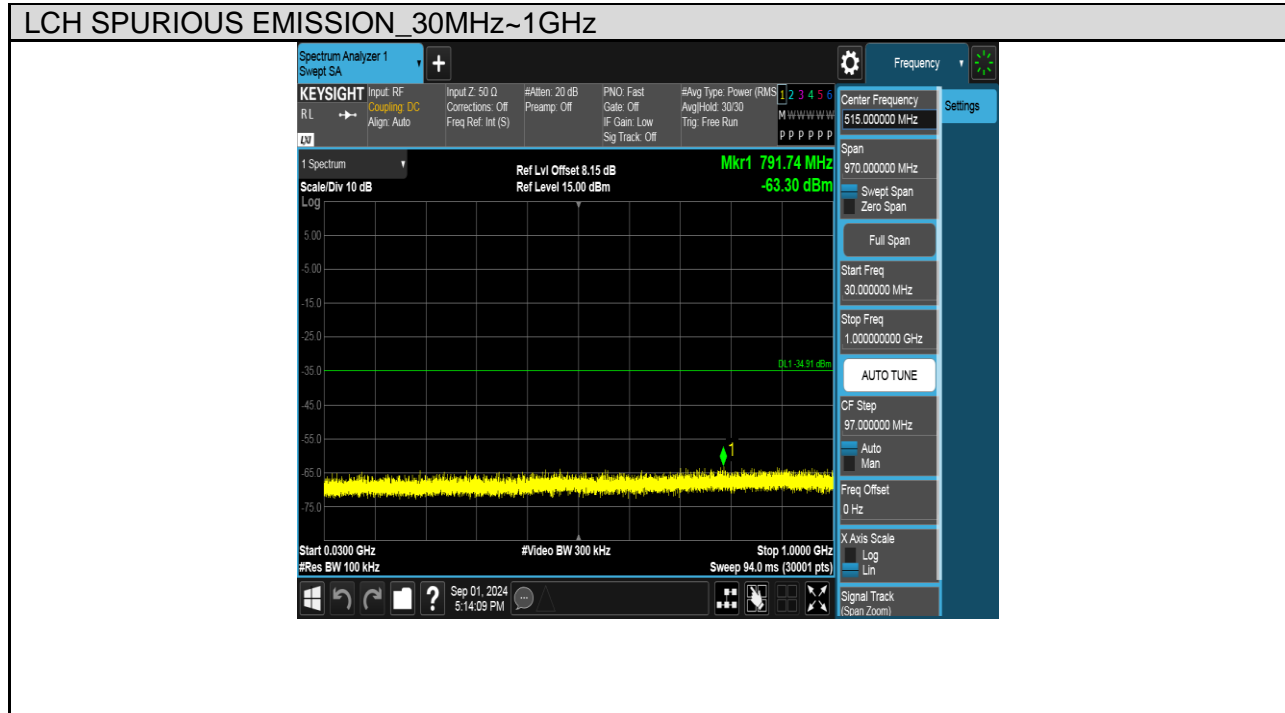 LCH SPURIOUS EMISSION_30MHz~1GHz
Spectrum Analyzer 1
Swept SA
+
Frequency
KEYSIGHT
RL
LXI
Input: RF
Coupling: DC
Align: Auto
Input Z: 50 Ω
Corrections: Off
Freq Ref: Int (S)
#Atten: 20 dB
Preamp: Off
PNO: Fast
Gate: Off
IF Gain: Low
Sig Track: Off
#Avg Type: Power (RMS
Avg|Hold: 30/30
Trig: Free Run
1 2 3 4 5 6
M W W W W W
P P P P P P
Center Frequency
515.000000 MHz
Settings
1 Spectrum
Scale/Div 10 dB
Log
Ref Lvl Offset 8.15 dB
Ref Level 15.00 dBm
Mkr1 791.74 MHz
-63.30 dBm
Span
970.000000 MHz
Swept Span
Zero Span
Full Span
Start Freq
30.000000 MHz
Stop Freq
1.000000000 GHz
AUTO TUNE
CF Step
97.000000 MHz
Auto
Man
Freq Offset
0 Hz
X Axis Scale
Log
Lin
Signal Track
(Span Zoom)
5.00
-5.00
-15.0
-25.0
DL1 -34.91 dBm
-35.0
-45.0
-55.0
1
-65.0
-75.0
Start 0.0300 GHz
#Res BW 100 kHz
#Video BW 300 kHz
Stop 1.0000 GHz
Sweep 94.0 ms (30001 pts)
?
Sep 01, 2024
5:14:09 PM